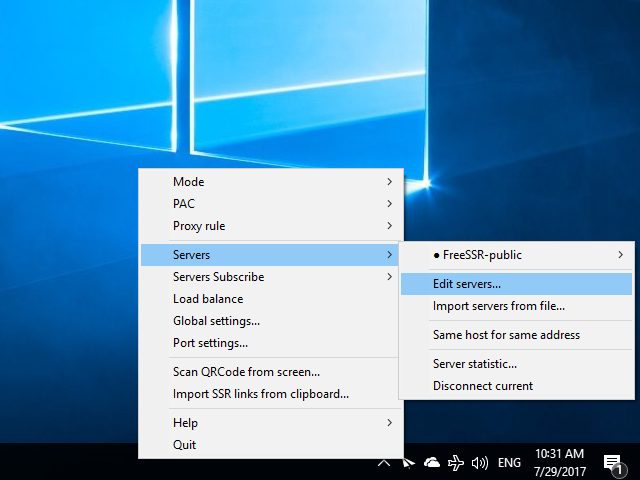 Mode
PAC
Proxy rule
Servers
Servers Subscribe
Load balance
Global settings...
Port settings...
Scan QRCode from screen...
Import SSR links from clipboard...
Help
Quit
● FreeSSR-public
Edit servers...
Import servers from file...
Same host for same address
Server statistic...
Disconnect current
ENG
10:31 AM
7/29/2017
1